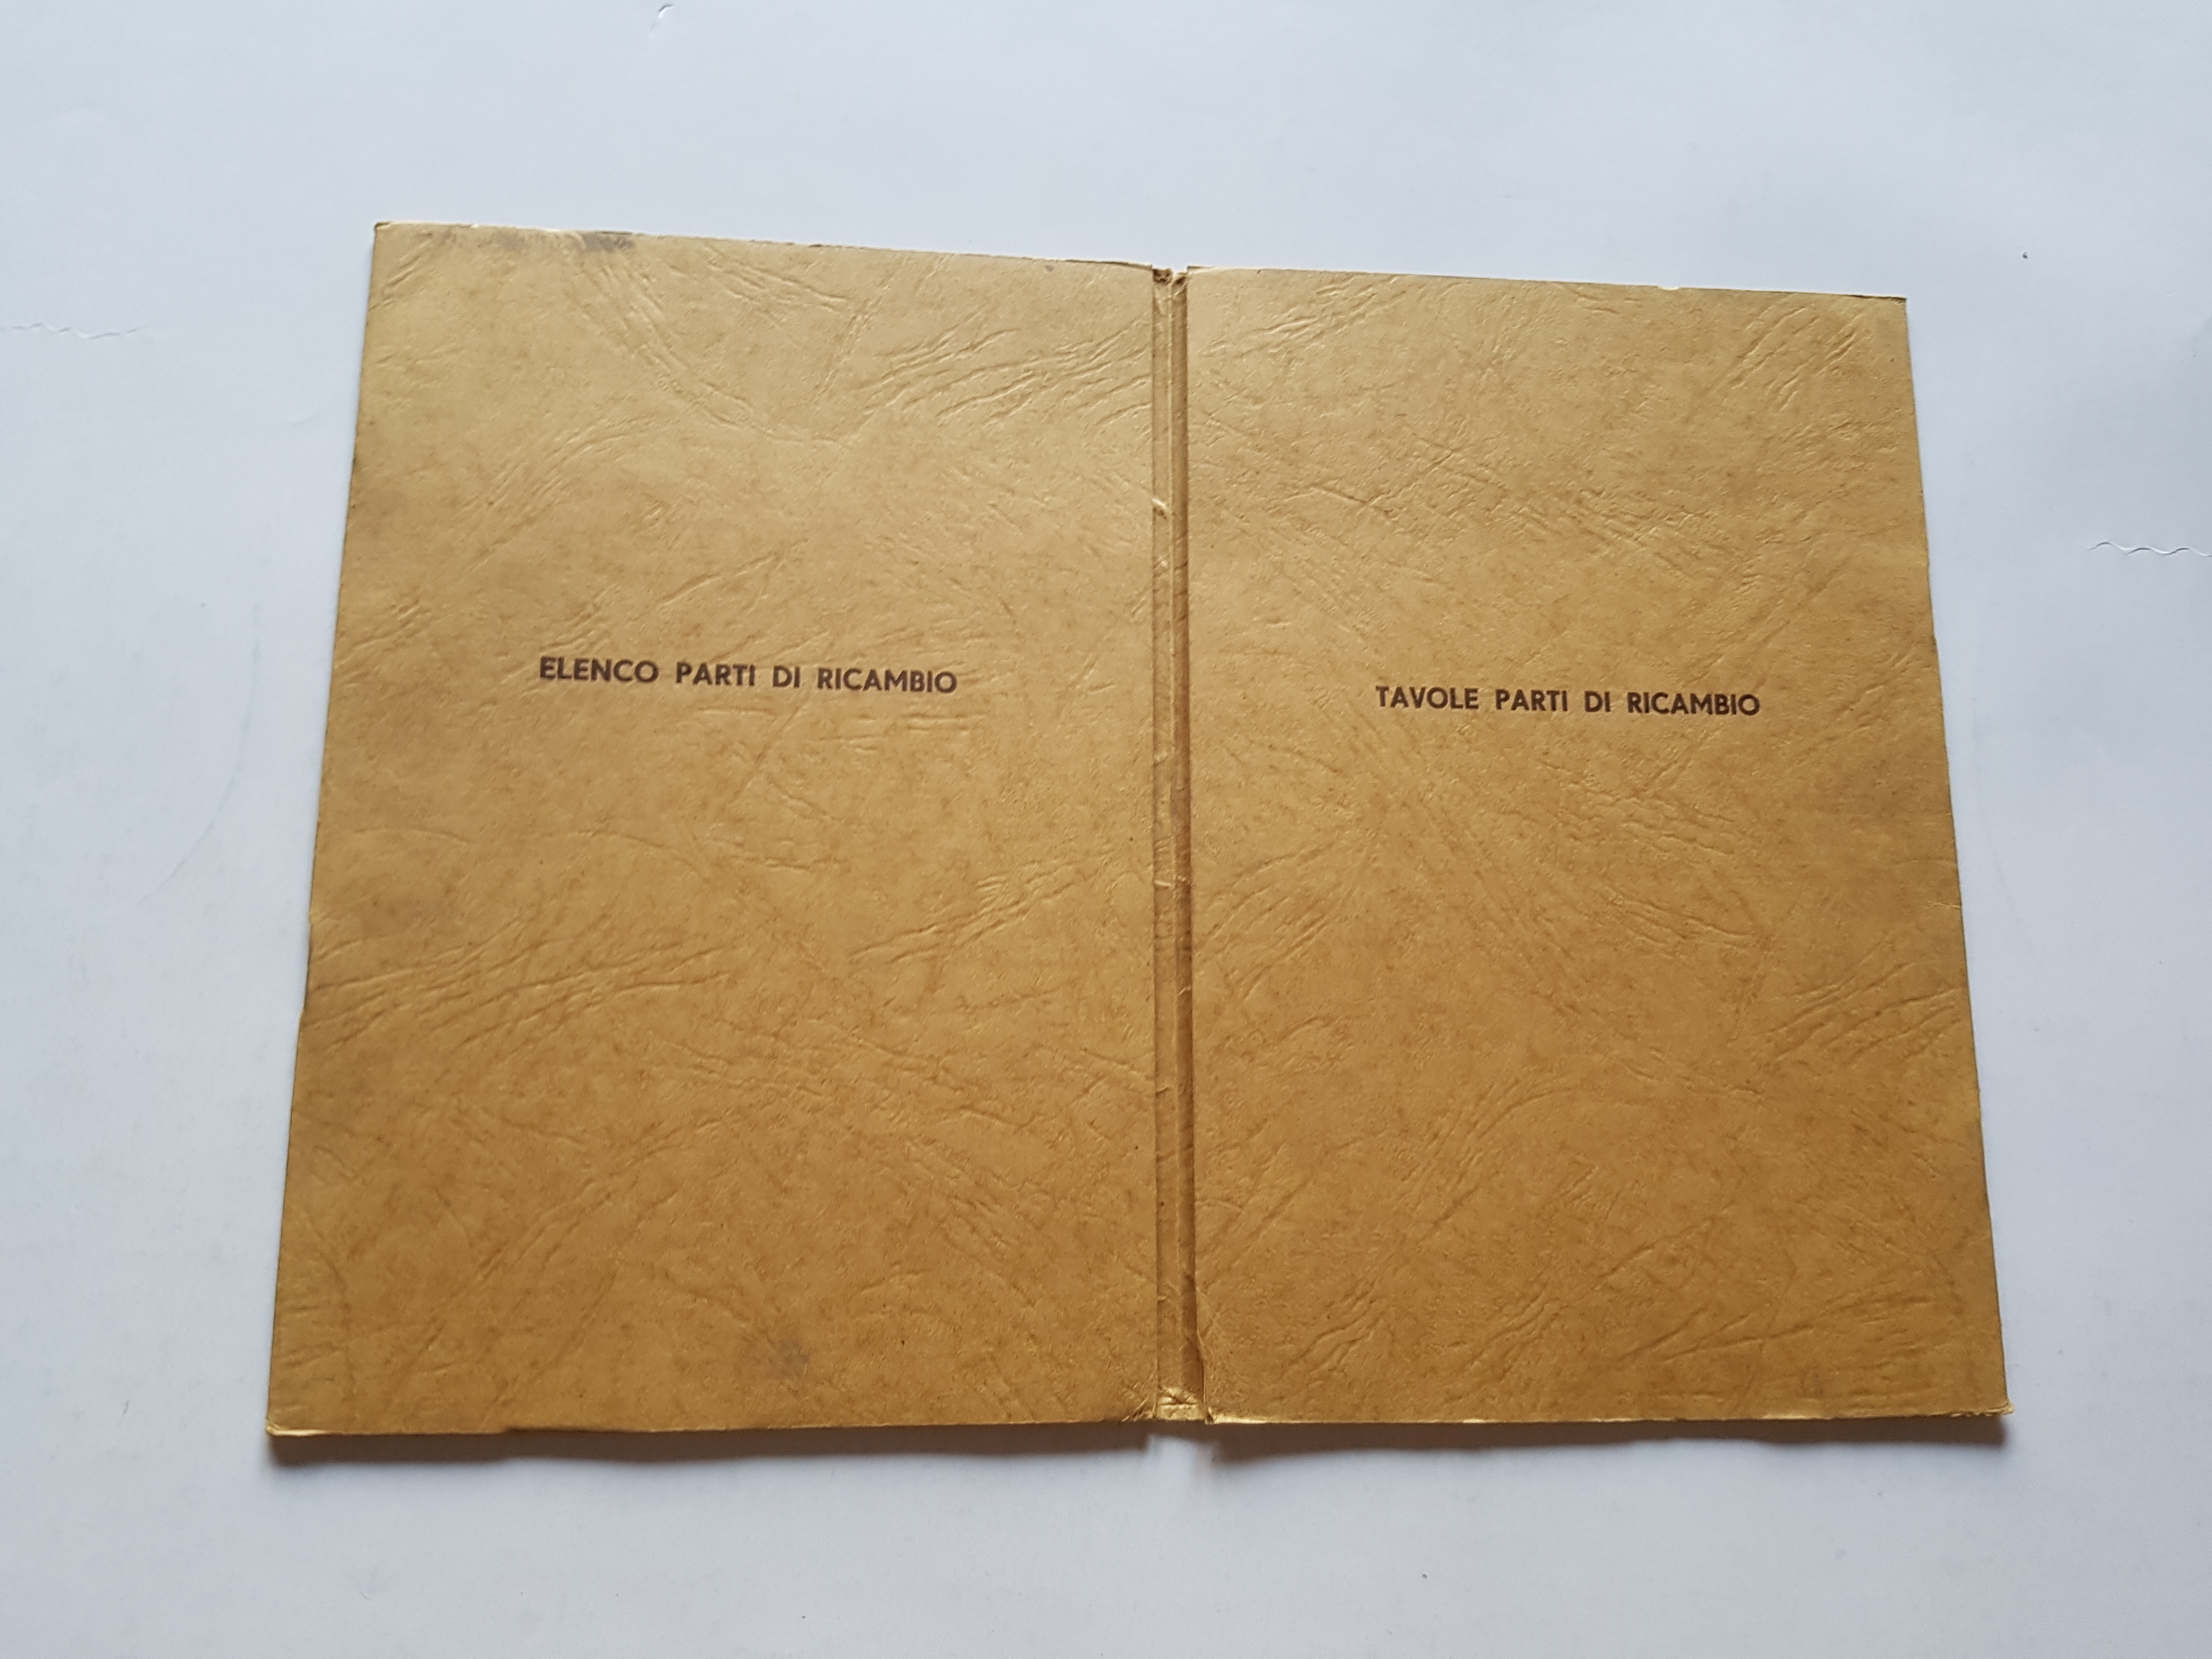 ELENCO PARTI DI RICAMBIO
TAVOLE PARTI DI RICAMBIO